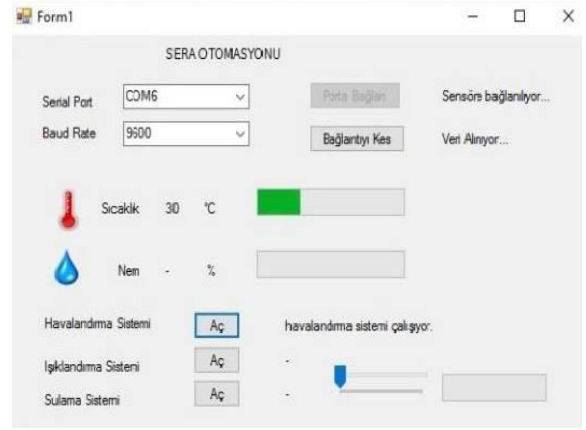 Form1
SERA OTOMASYONU
Serial Port COM6 Porta Bağlan Sensöre bağlanılıyor...
Baud Rate 9600 Bağlantıyı Kes Veri Alınıyor...
Sıcaklık 30 °C
Nem - %
Havalandırma Sistemi Aç havalandırma sistemi çalışıyor.
Işıklandırma Sisteni Aç -
Sulama Sistemi Aç -